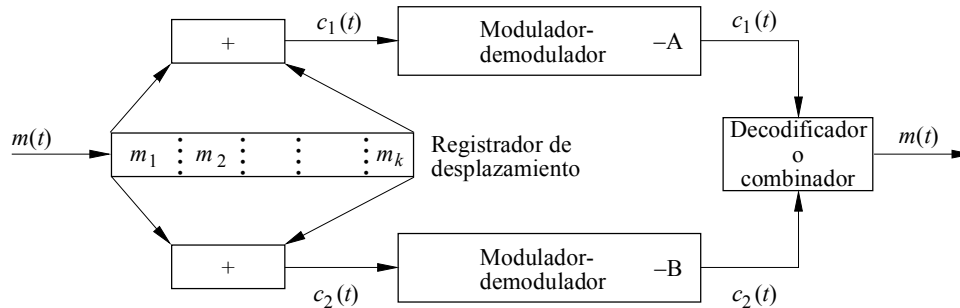 +
c₁(t)
Modulador-
demodulador –A
c₁(t)
m(t)
m₁ m₂ mₖ
Registrador de
desplazamiento
Decodificador
o
combinador
m(t)
+
c₂(t)
Modulador-
demodulador –B
c₂(t)